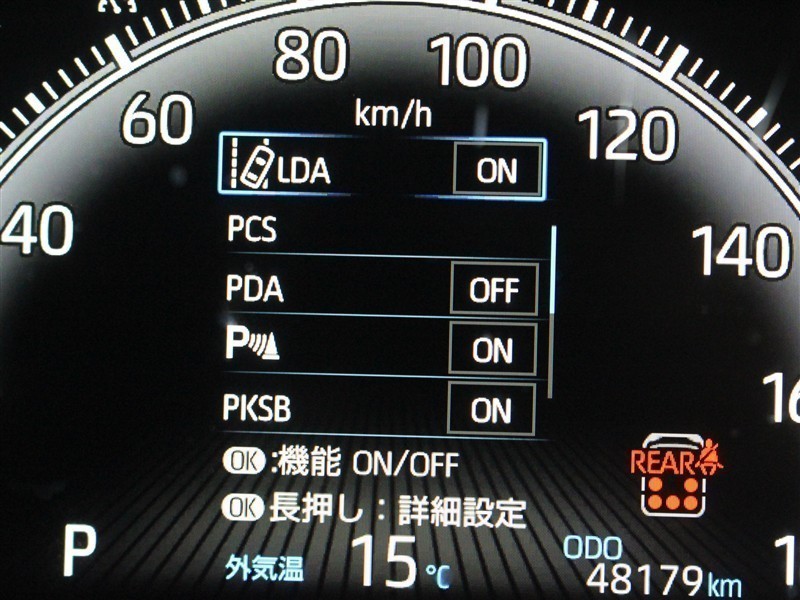 80 100
60 km/h 120
LDA ON
40 PCS 140
PDA OFF
P ON
PKSB ON
OK:機能 ON/OFF REAR
OK長押し：詳細設定
P 外気温 15℃ ODO
48179km